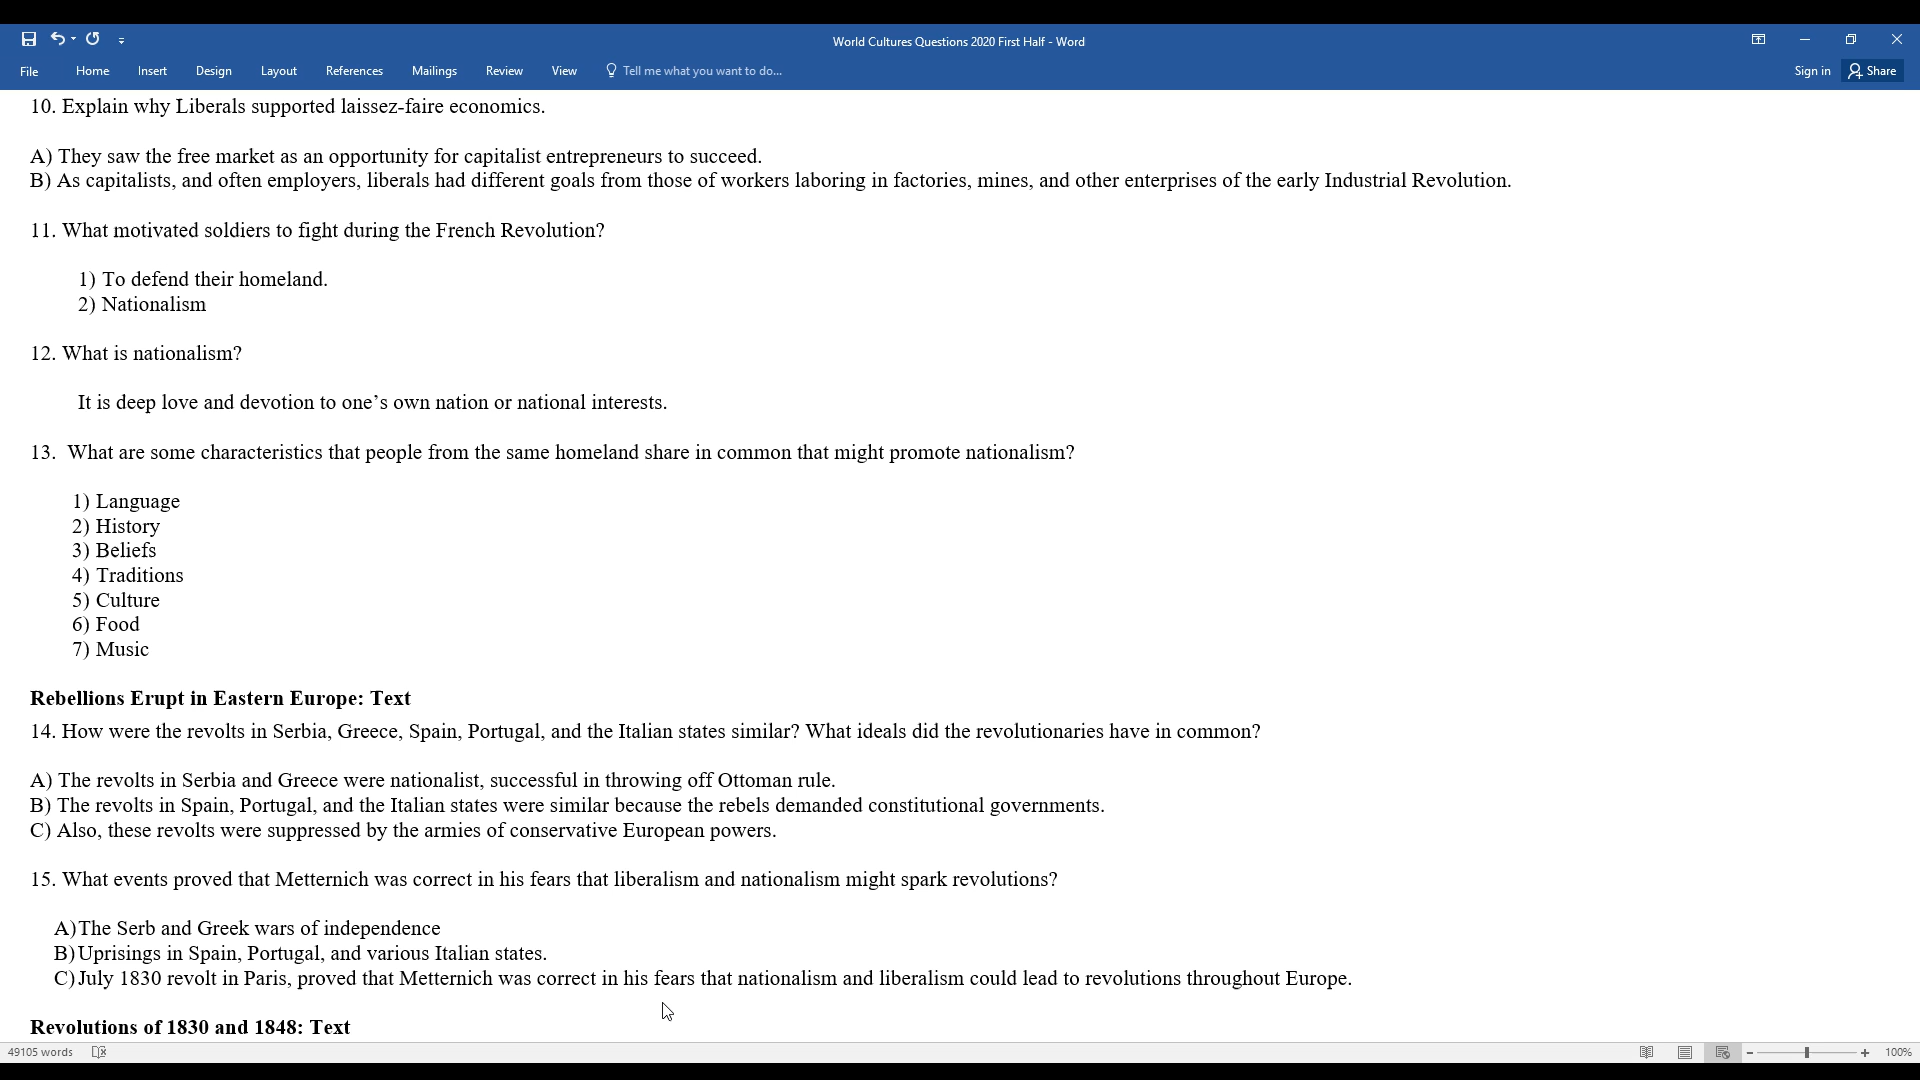 World Cultures Questions 2020 First Half - Word
File Home Insert Design Layout References Mailings Review View Tell me what you want to do... Sign in Share
10. Explain why Liberals supported laissez-faire economics.
A) They saw the free market as an opportunity for capitalist entrepreneurs to succeed.
B) As capitalists, and often employers, liberals had different goals from those of workers laboring in factories, mines, and other enterprises of the early Industrial Revolution.
11. What motivated soldiers to fight during the French Revolution?
1) To defend their homeland.
2) Nationalism
12. What is nationalism?
It is deep love and devotion to one’s own nation or national interests.
13. What are some characteristics that people from the same homeland share in common that might promote nationalism?
1) Language
2) History
3) Beliefs
4) Traditions
5) Culture
6) Food
7) Music
Rebellions Erupt in Eastern Europe: Text
14. How were the revolts in Serbia, Greece, Spain, Portugal, and the Italian states similar? What ideals did the revolutionaries have in common?
A) The revolts in Serbia and Greece were nationalist, successful in throwing off Ottoman rule.
B) The revolts in Spain, Portugal, and the Italian states were similar because the rebels demanded constitutional governments.
C) Also, these revolts were suppressed by the armies of conservative European powers.
15. What events proved that Metternich was correct in his fears that liberalism and nationalism might spark revolutions?
A) The Serb and Greek wars of independence
B) Uprisings in Spain, Portugal, and various Italian states.
C) July 1830 revolt in Paris, proved that Metternich was correct in his fears that nationalism and liberalism could lead to revolutions throughout Europe.
Revolutions of 1830 and 1848: Text
49105 words 100%